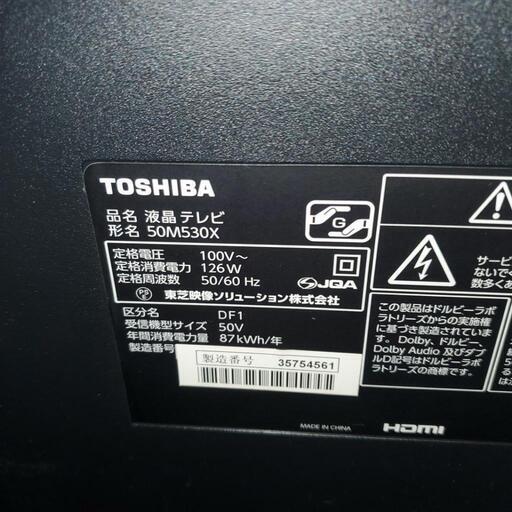 TOSHIBA
品名 液晶テレビ
形名 50M530X
G
定格電圧 100V～
定格消費電力 126W
定格周波数 50/60 Hz
JQA
PS
E
東芝映像ソリューション株式会社
区分名 DF1
受信機型サイズ 50V
年間消費電力量 87kWh/年
製造番号
製造番号 35754561
MADE IN CHINA
HDMI
サービ
ないでく
数多くあ
この製品はドルビーラボ
ラトリーズからの実施権
に基づき製造されていま
す。Dolby、ドルビー、
Dolby Audio 及びダブ
ルD記号はドルビーラボ
ラトリーズの商標です。